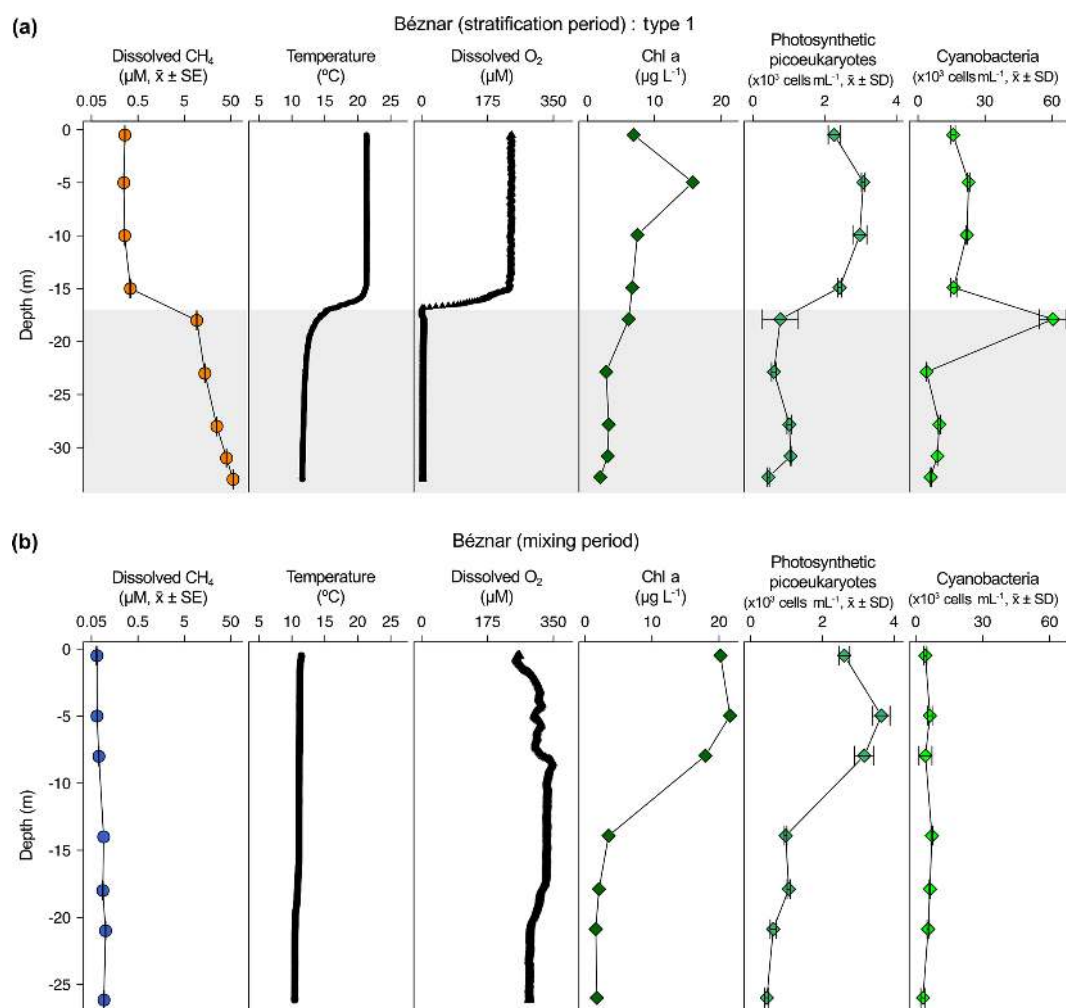 (a)
Béznar (stratification period) : type 1
Dissolved CH₄
(µM, x̄ ± SE)
0.05 0.5 5 50
Temperature
(ºC)
5 10 15 20 25
Dissolved O₂
(µM)
0 175 350
Chl a
(µg L⁻¹)
0 10 20
Photosynthetic
picoeukaryotes
(x10³ cells mL⁻¹, x̄ ± SD)
0 2 4
Cyanobacteria
(x10³ cells mL⁻¹, x̄ ± SD)
0 30 60
Depth (m)
0
-5
-10
-15
-20
-25
-30
(b)
Béznar (mixing period)
Dissolved CH₄
(µM, x̄ ± SE)
0.05 0.5 5 50
Temperature
(ºC)
5 10 15 20 25
Dissolved O₂
(µM)
0 175 350
Chl a
(µg L⁻¹)
0 10 20
Photosynthetic
picoeukaryotes
(x10³ cells mL⁻¹, x̄ ± SD)
0 2 4
Cyanobacteria
(x10³ cells mL⁻¹, x̄ ± SD)
0 30 60
Depth (m)
0
-5
-10
-15
-20
-25